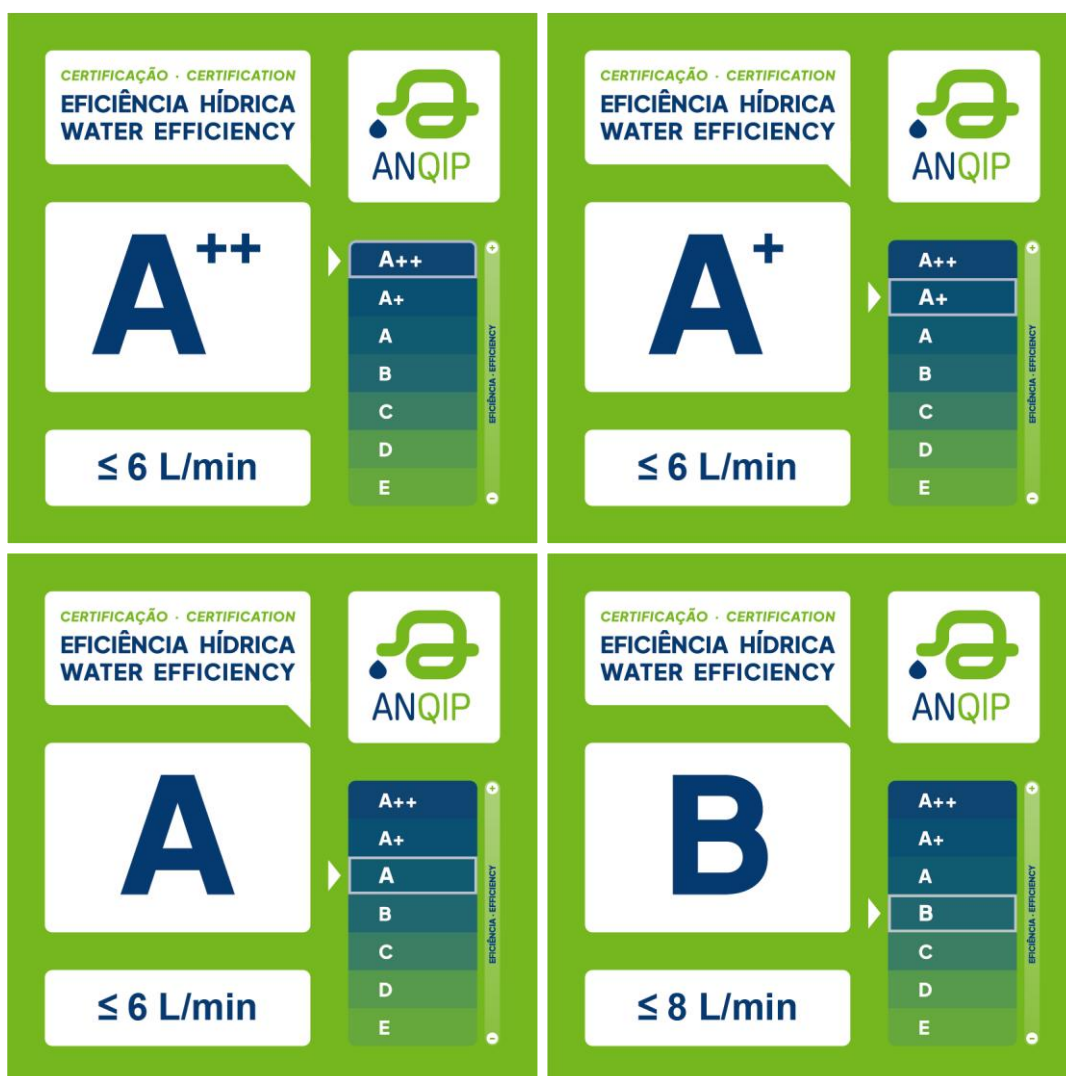 CERTIFICAÇÃO · CERTIFICATION
EFICIÊNCIA HÍDRICA
WATER EFFICIENCY
ANQIP
A++
A++
A+
A
B
C
D
E
+
EFICIÊNCIA · EFFICIENCY
−
≤ 6 L/min
CERTIFICAÇÃO · CERTIFICATION
EFICIÊNCIA HÍDRICA
WATER EFFICIENCY
ANQIP
A+
A++
A+
A
B
C
D
E
+
EFICIÊNCIA · EFFICIENCY
−
≤ 6 L/min
CERTIFICAÇÃO · CERTIFICATION
EFICIÊNCIA HÍDRICA
WATER EFFICIENCY
ANQIP
A
A++
A+
A
B
C
D
E
+
EFICIÊNCIA · EFFICIENCY
−
≤ 6 L/min
CERTIFICAÇÃO · CERTIFICATION
EFICIÊNCIA HÍDRICA
WATER EFFICIENCY
ANQIP
B
A++
A+
A
B
C
D
E
+
EFICIÊNCIA · EFFICIENCY
−
≤ 8 L/min